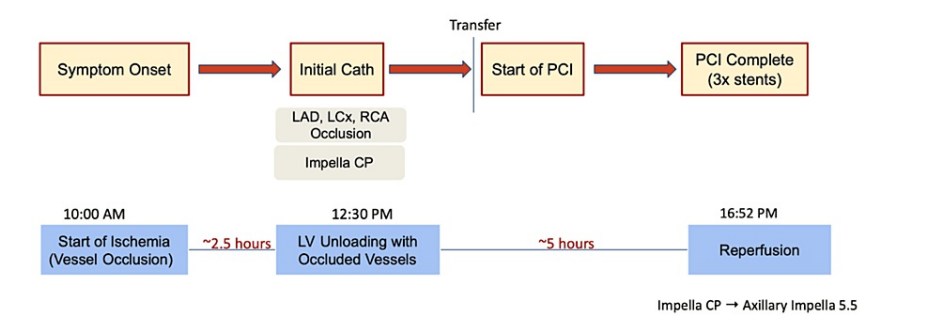 Transfer
Symptom Onset
Initial Cath
Start of PCI
PCI Complete
(3x stents)
LAD, LCx, RCA
Occlusion
Impella CP
10:00 AM
12:30 PM
16:52 PM
Start of Ischemia
(Vessel Occlusion)
~2.5 hours
LV Unloading with
Occluded Vessels
~5 hours
Reperfusion
Impella CP → Axillary Impella 5.5